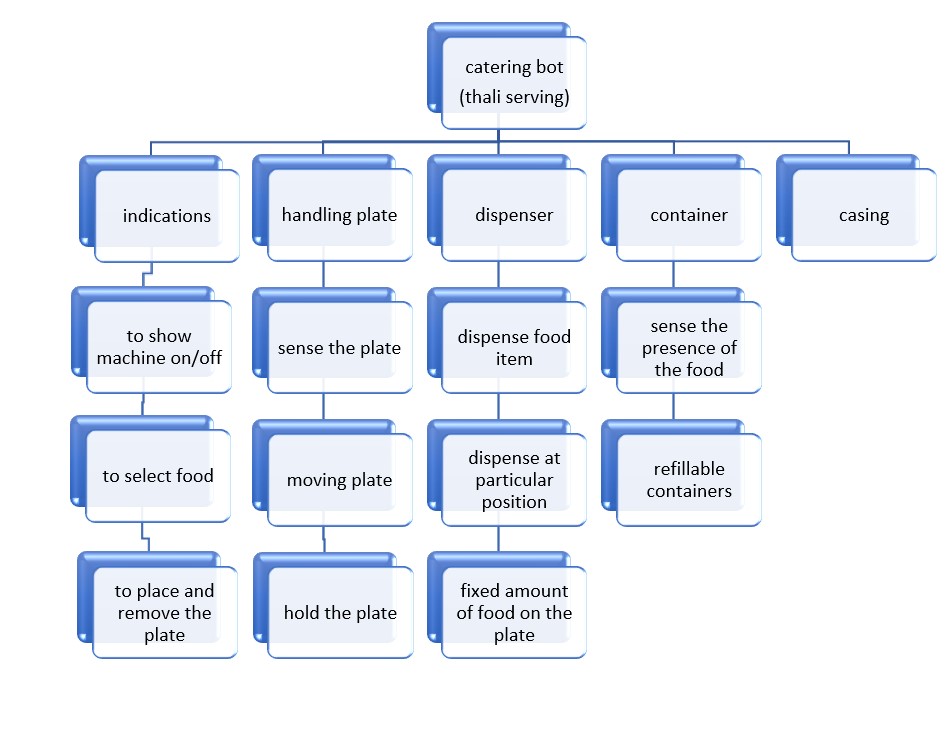 catering bot
(thali serving)
indications
handling plate
dispenser
container
casing
to show
machine on/off
sense the plate
dispense food
item
sense the
presence of
the food
to select food
moving plate
dispense at
particular
position
refillable
containers
to place and
remove the
plate
hold the plate
fixed amount
of food on the
plate